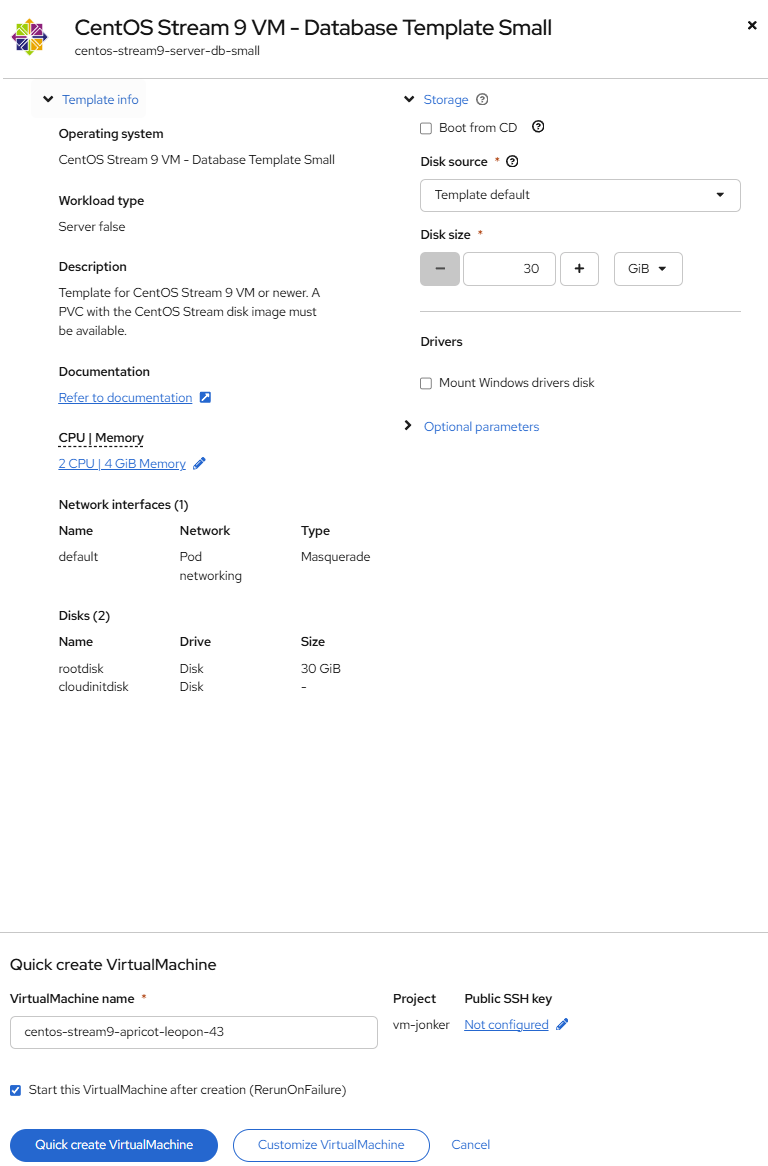 CentOS Stream 9 VM - Database Template Small
centos-stream9-server-db-small
Template info
Operating system
CentOS Stream 9 VM - Database Template Small
Workload type
Server false
Description
Template for CentOS Stream 9 VM or newer. A
PVC with the CentOS Stream disk image must
be available.
Documentation
Refer to documentation
CPU | Memory
2 CPU | 4 GiB Memory
Network interfaces (1)
Name Network Type
default Pod networking Masquerade
Disks (2)
Name Drive Size
rootdisk Disk 30 GiB
cloudinitdisk Disk -
Storage
Boot from CD
Disk source *
Template default
Disk size *
30 GiB
Drivers
Mount Windows drivers disk
Optional parameters
Quick create VirtualMachine
VirtualMachine name *
centos-stream9-apricot-leopon-43
Project
vm-jonker
Public SSH key
Not configured
Start this VirtualMachine after creation (RerunOnFailure)
Quick create VirtualMachine
Customize VirtualMachine
Cancel